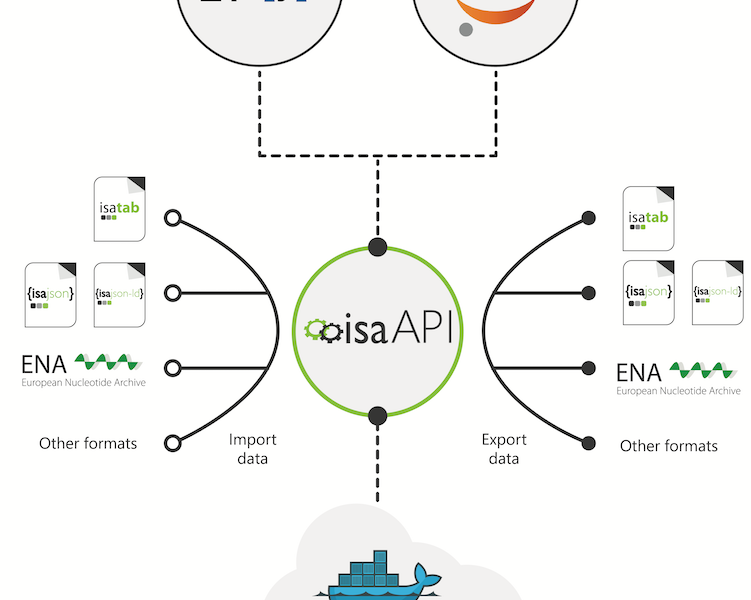 isatab
{isajson}
{isajson-ld}
ENA
European Nucleotide Archive
Other formats
Import
data
isaAPI
Export
data
isatab
{isajson}
{isajson-ld}
ENA
European Nucleotide Archive
Other formats